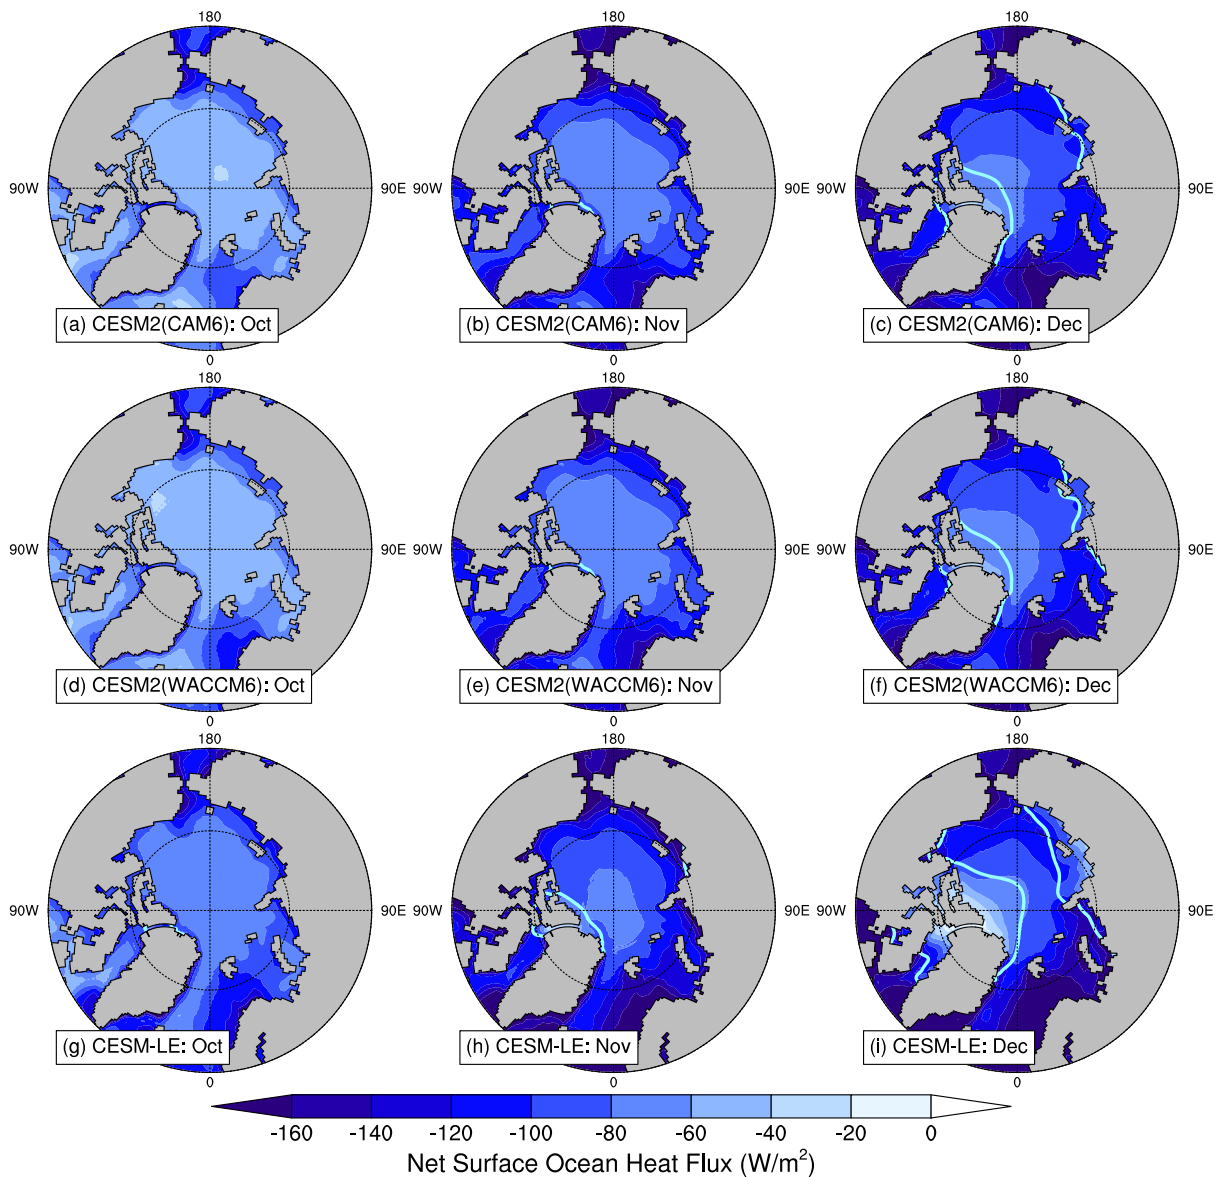 180
180
180
90W
90E
90W
90E
90W
90E
(a) CESM2(CAM6): Oct
(b) CESM2(CAM6): Nov
(c) CESM2(CAM6): Dec
0
0
0
180
180
180
90W
90E
90W
90E
90W
90E
(d) CESM2(WACCM6): Oct
(e) CESM2(WACCM6): Nov
(f) CESM2(WACCM6): Dec
0
0
0
180
180
180
90W
90E
90W
90E
90W
90E
(g) CESM-LE: Oct
(h) CESM-LE: Nov
(i) CESM-LE: Dec
0
0
0
-160 -140 -120 -100 -80 -60 -40 -20 0
Net Surface Ocean Heat Flux (W/m²)